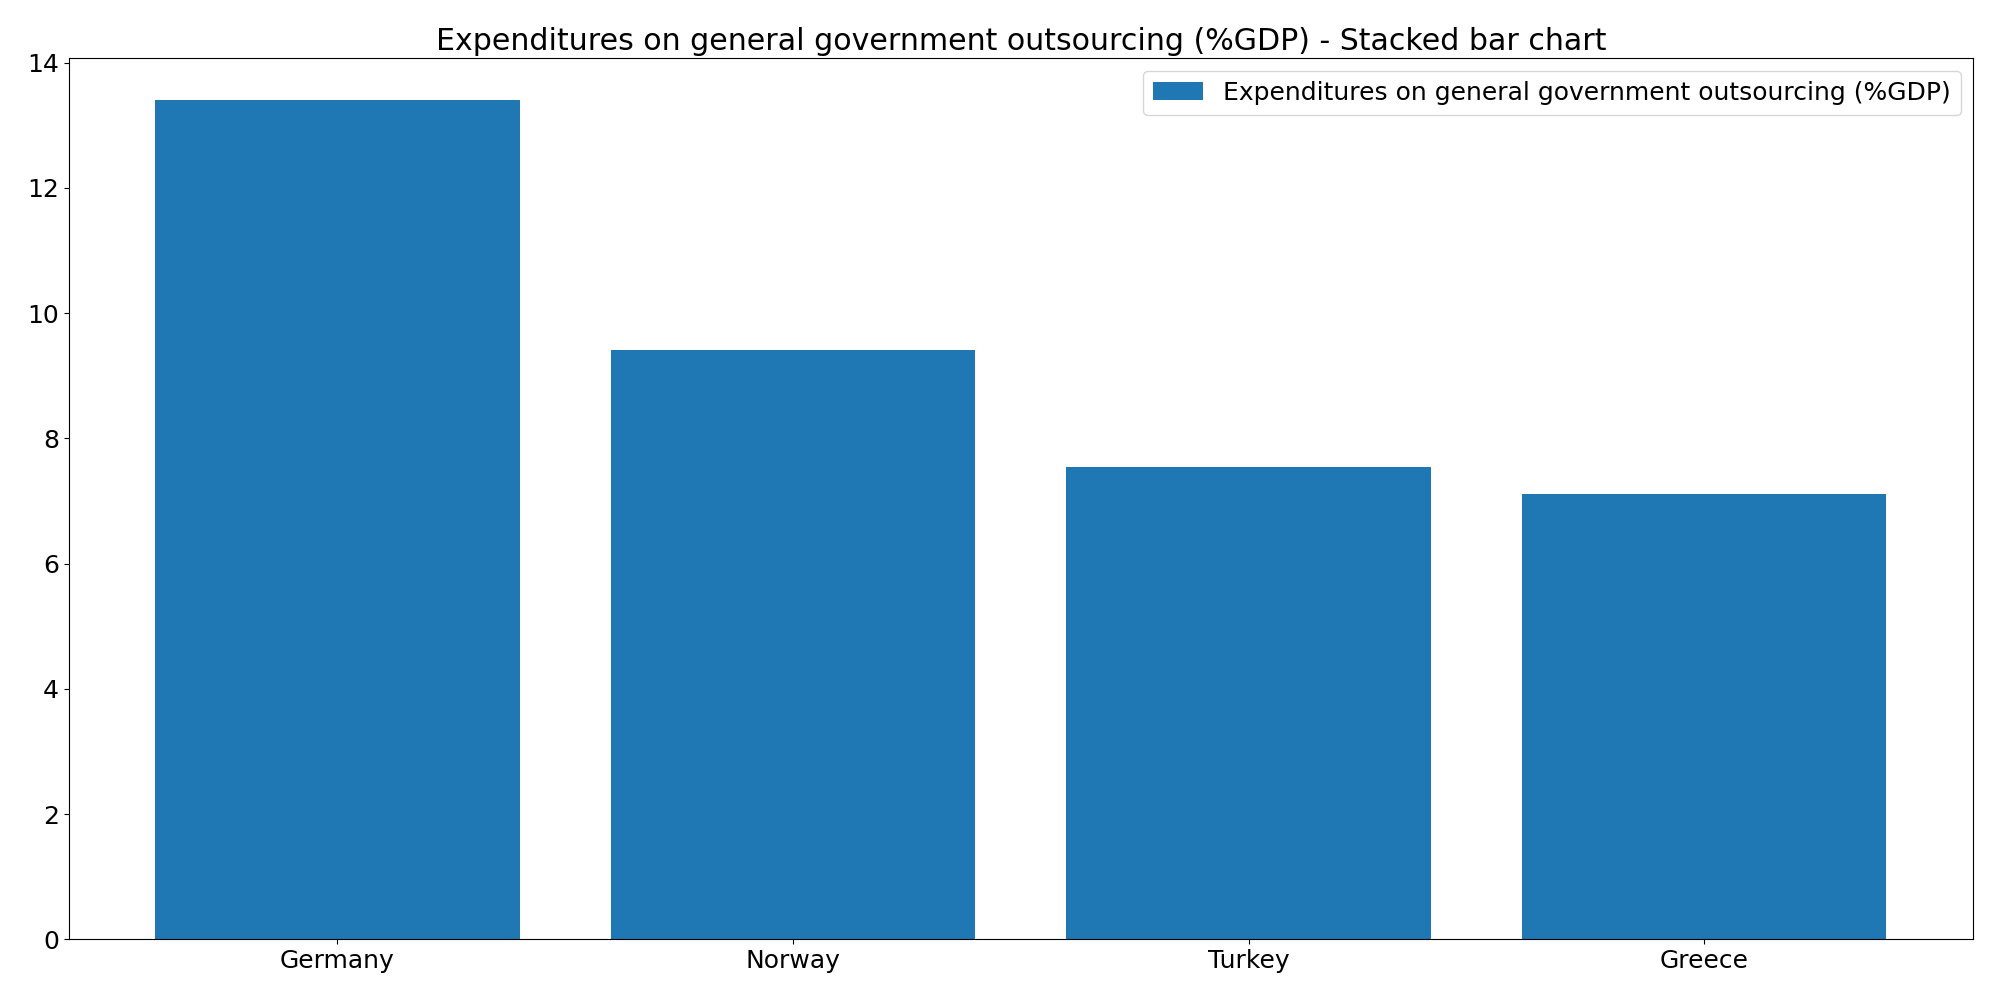 Expenditures on general government outsourcing (%GDP) - Stacked bar chart
Expenditures on general government outsourcing (%GDP)
14
12
10
8
6
4
2
0
Germany Norway Turkey Greece